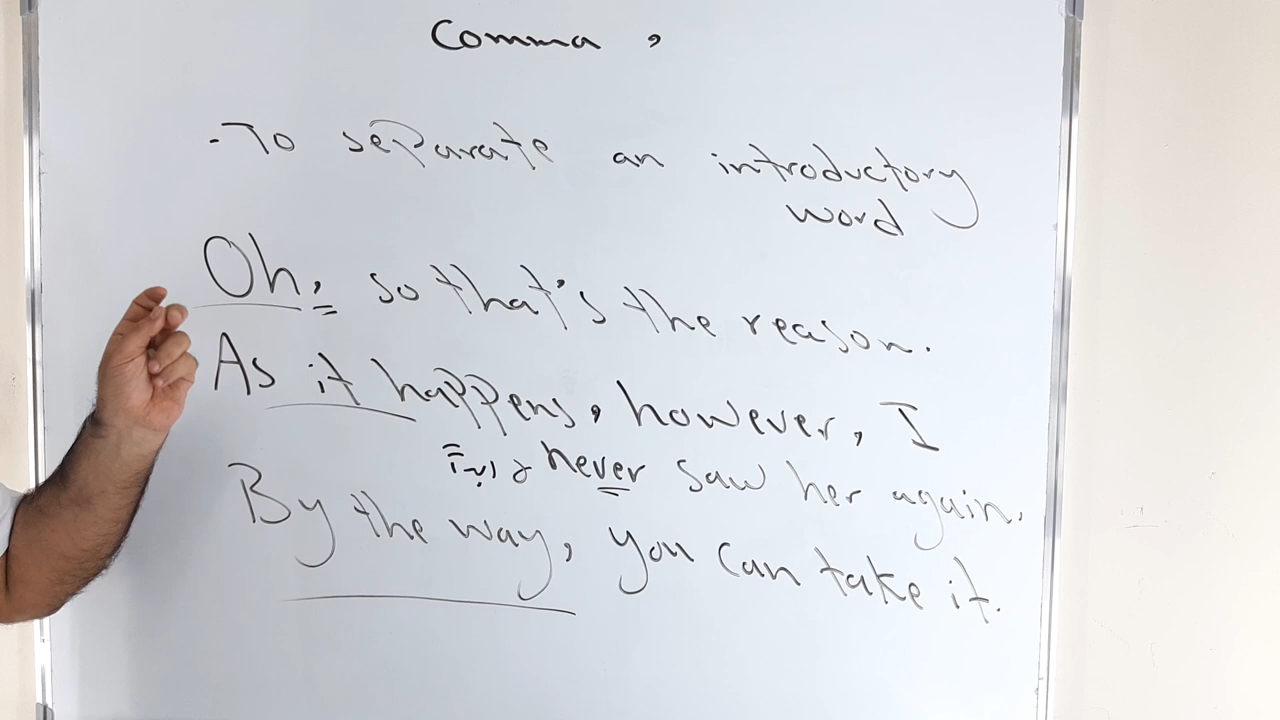 Comma ,
- To separate an introductory
word
Oh, so that's the reason.
As it happens, however, I
never saw her again.
By the way, you can take it.